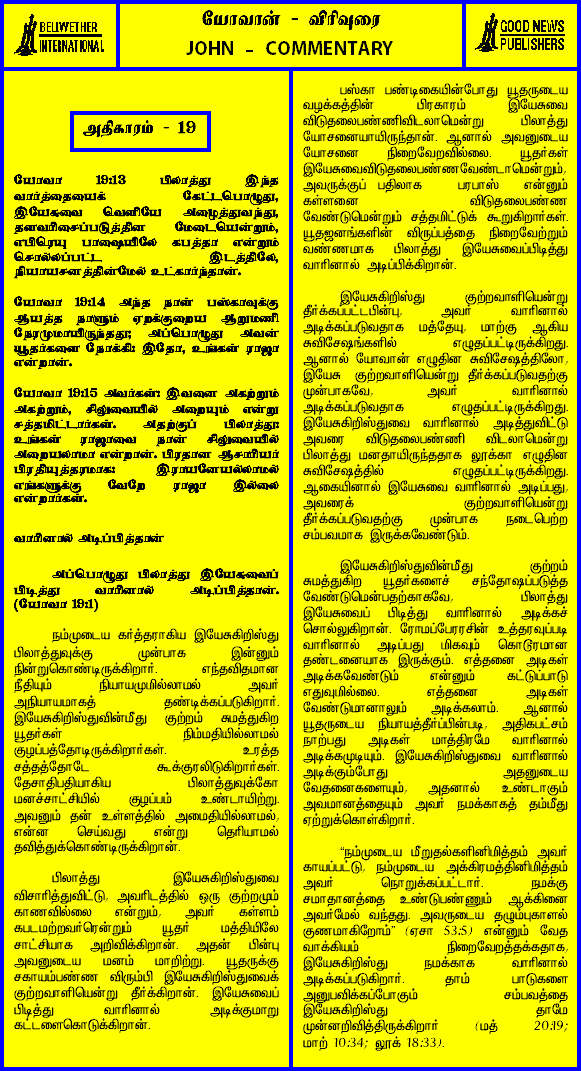 BELIWETHER
INTERNATIONAL
யோவான் - விரிவுரை
JOHN - COMMENTARY
GOOD NEWS
PUBLISHERS
அதிகாரம் - 19
யோவா 19:13 பிலாத்து இந்த
வார்த்தையைக் கேட்டபொழுது,
இயேசுவை வெளியே அழைத்துவந்து,
தளவரிசைப்படுத்தின மேடையென்றும்,
எபிரெயு பாஷையிலே கபத்தா என்றும்
சொல்லப்பட்ட இடத்திலே,
நியாயாசனத்தின்மேல் உட்கார்ந்தான்.
யோவா 19:14 அந்த நாள் பஸ்காவுக்கு
ஆயத்த நாளும் ஏறக்குறைய ஆறுமணி
நேரமுமாயிருந்தது; அப்பொழுது அவன்
யூதர்களை நோக்கி: இதோ, உங்கள் ராஜா
என்றான்.
யோவா 19:15 அவர்கள்: இவனை அகற்றும்
அகற்றும், சிலுவையில் அறையும் என்று
சத்தமிட்டார்கள். அதற்குப் பிலாத்து:
உங்கள் ராஜாவை நான் சிலுவையில்
அறையலாமா என்றான். பிரதான ஆசாரியர்
பிரதியுத்தரமாக: இராயனேயல்லாமல்
எங்களுக்கு வேறே ராஜா இல்லை
என்றார்கள்.
வாரினால் அடிப்பித்தான்
அப்பொழுது பிலாத்து இயேசுவைப்
பிடித்து வாரினால் அடிப்பித்தான்.
(யோவா 19:1)
நம்முடைய கர்த்தராகிய இயேசுகிறிஸ்து
பிலாத்துவுக்கு முன்பாக இன்னும்
நின்றுகொண்டிருக்கிறார். எந்தவிதமான
நீதியும் நியாயமுமில்லாமல் அவர்
அநியாயமாகத் தண்டிக்கப்படுகிறார்.
இயேசுகிறிஸ்துவின்மீது குற்றம் சுமத்துகிற
யூதர்கள் நிம்மதியில்லாமல்
குழப்பத்தோடிருக்கிறார்கள். உரத்த
சத்தத்தோடே கூக்குரலிடுகிறார்கள்.
தேசாதிபதியாகிய பிலாத்துவுக்கோ
மனச்சாட்சியில் குழப்பம் உண்டாயிற்று.
அவனும் தன் உள்ளத்தில் அமைதியில்லாமல்,
என்ன செய்வது என்று தெரியாமல்
தவித்துக்கொண்டிருக்கிறான்.
பிலாத்து இயேசுகிறிஸ்துவை
விசாரித்துவிட்டு, அவரிடத்தில் ஒரு குற்றமும்
காணவில்லை என்றும், அவர் கள்ளம்
கபடமற்றவரென்றும் யூதர் மத்தியிலே
சாட்சியாக அறிவிக்கிறான். அதன் பின்பு
அவனுடைய மனம் மாறிற்று. யூதருக்கு
சகாயம்பண்ண விரும்பி இயேசுகிறிஸ்துவைக்
குற்றவாளியென்று தீர்க்கிறான். இயேசுவைப்
பிடித்து வாரினால் அடிக்குமாறு
கட்டளைகொடுக்கிறான்.
பஸ்கா பண்டிகையின்போது யூதருடைய
வழக்கத்தின் பிரகாரம் இயேசுவை
விடுதலைபண்ணிவிடலாமென்று பிலாத்து
யோசனையாயிருந்தான். ஆனால் அவனுடைய
யோசனை நிறைவேறவில்லை. யூதர்கள்
இயேசுவைவிடுதலைபண்ணவேண்டாமென்றும்,
அவருக்குப் பதிலாக பரபாஸ் என்னும்
கள்ளனை விடுதலைபண்ண
வேண்டுமென்றும் சத்தமிட்டுக் கூறுகிறார்கள்.
யூதஜனங்களின் விருப்பத்தை நிறைவேற்றும்
வண்ணமாக பிலாத்து இயேசுவைப்பிடித்து
வாரினால் அடிப்பிக்கிறான்.
இயேசுகிறிஸ்து குற்றவாளியென்று
தீர்க்கப்பட்டபின்பு, அவர் வாரினால்
அடிக்கப்படுவதாக மத்தேயு, மாற்கு ஆகிய
சுவிசேஷங்களில் எழுதப்பட்டிருக்கிறது.
ஆனால் யோவான் எழுதின சுவிசேஷத்திலோ,
இயேசு குற்றவாளியென்று தீர்க்கப்படுவதற்கு
முன்பாகவே, அவர் வாரினால்
அடிக்கப்படுவதாக எழுதப்பட்டிருக்கிறது.
இயேசுகிறிஸ்துவை வாரினால் அடித்துவிட்டு
அவரை விடுதலைபண்ணி விடலாமென்று
பிலாத்து மனதாயிருந்ததாக லூக்கா எழுதின
சுவிசேஷத்தில் எழுதப்பட்டிருக்கிறது.
ஆகையினால் இயேசுவை வாரினால் அடிப்பது,
அவரைக் குற்றவாளியென்று
தீர்க்கப்படுவதற்கு முன்பாக நடைபெற்ற
சம்பவமாக இருக்கவேண்டும்.
இயேசுகிறிஸ்துவின்மீது குற்றம்
சுமத்துகிற யூதர்களைச் சந்தோஷப்படுத்த
வேண்டுமென்பதற்காகவே, பிலாத்து
இயேசுவைப் பிடித்து வாரினால் அடிக்கச்
சொல்லுகிறான். ரோமப்பேரரசின் உத்தரவுப்படி
வாரினால் அடிப்பது மிகவும் கொடூரமான
தண்டனையாக இருக்கும். எத்தனை அடிகள்
அடிக்கவேண்டும் என்னும் கட்டுப்பாடு
எதுவுமில்லை. எத்தனை அடிகள்
வேண்டுமானாலும் அடிக்கலாம். ஆனால்
யூதருடைய நியாயத்தீர்ப்பின்படி, அதிகபட்சம்
நாற்பது அடிகள் மாத்திரமே வாரினால்
அடிக்கமுடியும். இயேசுகிறிஸ்துவை வாரினால்
அடிக்கும்போது அதனுடைய
வேதனைகளையும், அதனால் உண்டாகும்
அவமானத்தையும் அவர் நமக்காகத் தம்மீது
ஏற்றுக்கொள்கிறார்.
“நம்முடைய மீறுதல்களினிமித்தம் அவர்
காயப்பட்டு, நம்முடைய அக்கிரமத்தினிமித்தம்
அவர் நொறுக்கப்பட்டார். நமக்கு
சமாதானத்தை உண்டுபண்ணும் ஆக்கினை
அவர்மேல் வந்தது. அவருடைய தழும்புகளால்
குணமாகிறோம்” (ஏசா 53:5) என்னும் வேத
வாக்கியம் நிறைவேறத்தக்கதாக,
இயேசுகிறிஸ்து நமக்காக வாரினால்
அடிக்கப்படுகிறார். தாம் பாடுகளை
அனுபவிக்கப்போகும் சம்பவத்தை
இயேசுகிறிஸ்து தாமே
முன்னறிவித்திருக்கிறார் (மத் 20:19;
மாற் 10:34; லூக் 18:33).